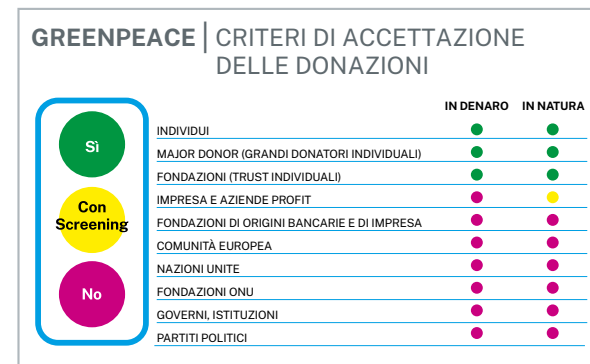 GREENPEACE | CRITERI DI ACCETTAZIONE
DELLE DONAZIONI
IN DENARO IN NATURA
Sì
Con
Screening
No
INDIVIDUI
MAJOR DONOR (GRANDI DONATORI INDIVIDUALI)
FONDAZIONI (TRUST INDIVIDUALI)
IMPRESA E AZIENDE PROFIT
FONDAZIONI DI ORIGINI BANCARIE E DI IMPRESA
COMUNITÀ EUROPEA
NAZIONI UNITE
FONDAZIONI ONU
GOVERNI, ISTITUZIONI
PARTITI POLITICI